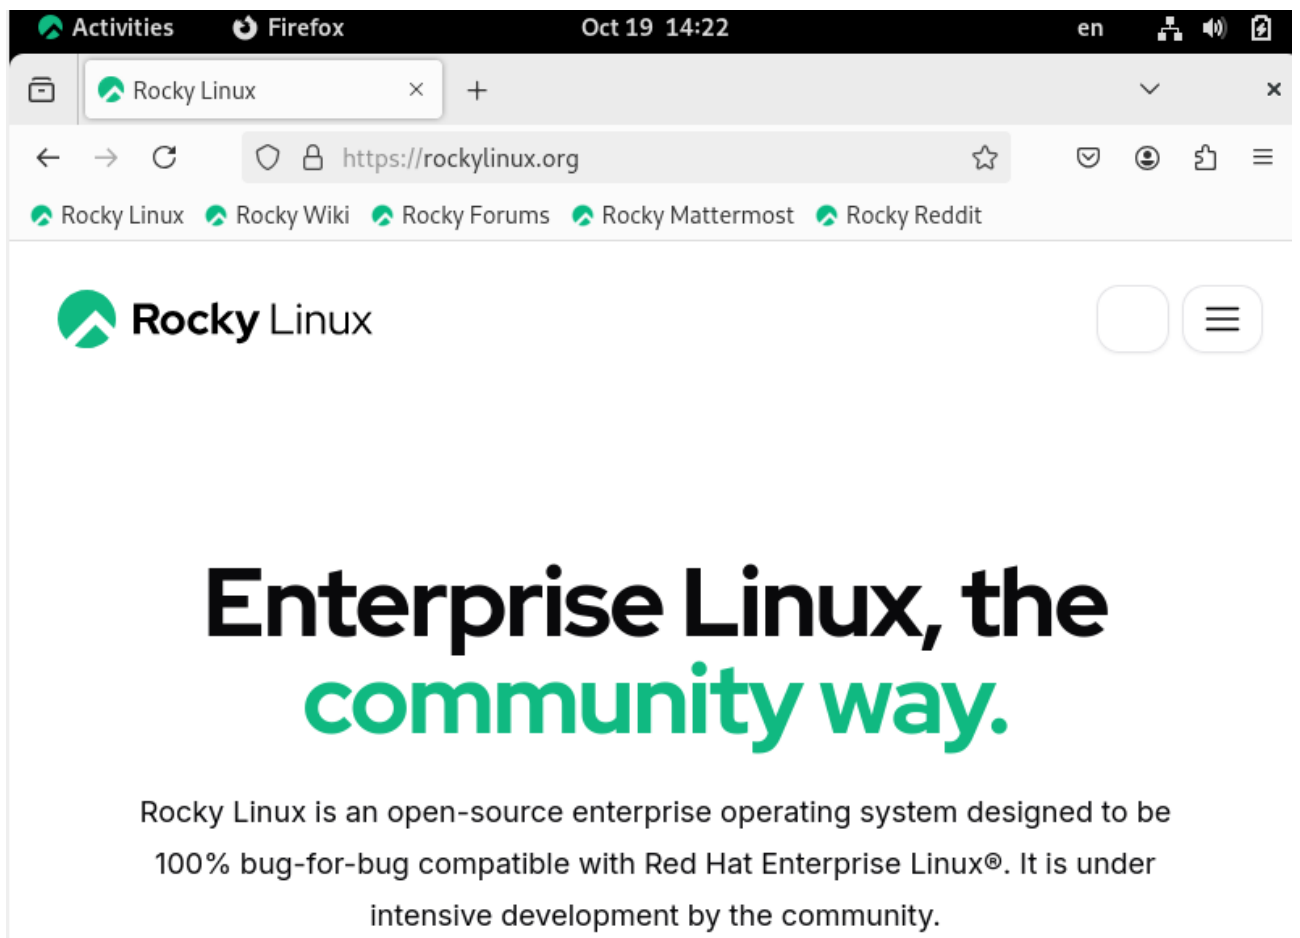 Activities Firefox Oct 19 14:22 en
Rocky Linux
https://rockylinux.org
Rocky Linux Rocky Wiki Rocky Forums Rocky Mattermost Rocky Reddit
Rocky Linux
Enterprise Linux, the
community way.
Rocky Linux is an open-source enterprise operating system designed to be
100% bug-for-bug compatible with Red Hat Enterprise Linux®. It is under
intensive development by the community.